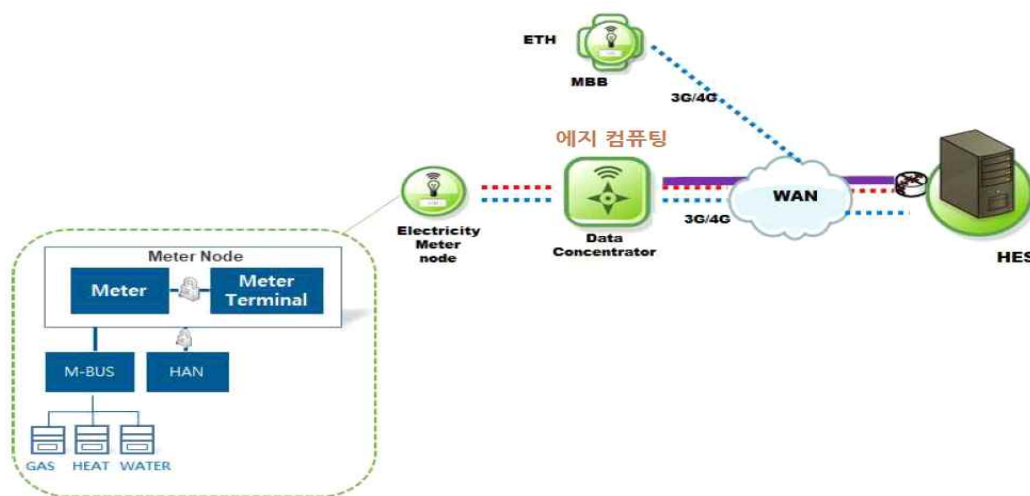 ETH
MBB
3G/4G
에지 컴퓨팅
WAN
3G/4G
HES
Electricity
Meter
node
Data
Concentrator
Meter Node
Meter
Meter
Terminal
M-BUS
HAN
GAS
HEAT
WATER